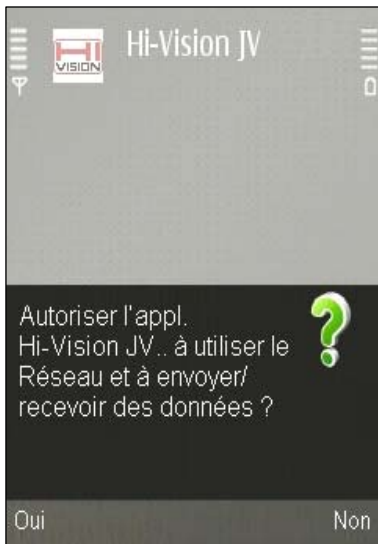 HI
VISION
Hi-Vision JV
Autoriser l'appl.
Hi-Vision JV.. à utiliser le
Réseau et à envoyer/
recevoir des données ?
Oui
Non